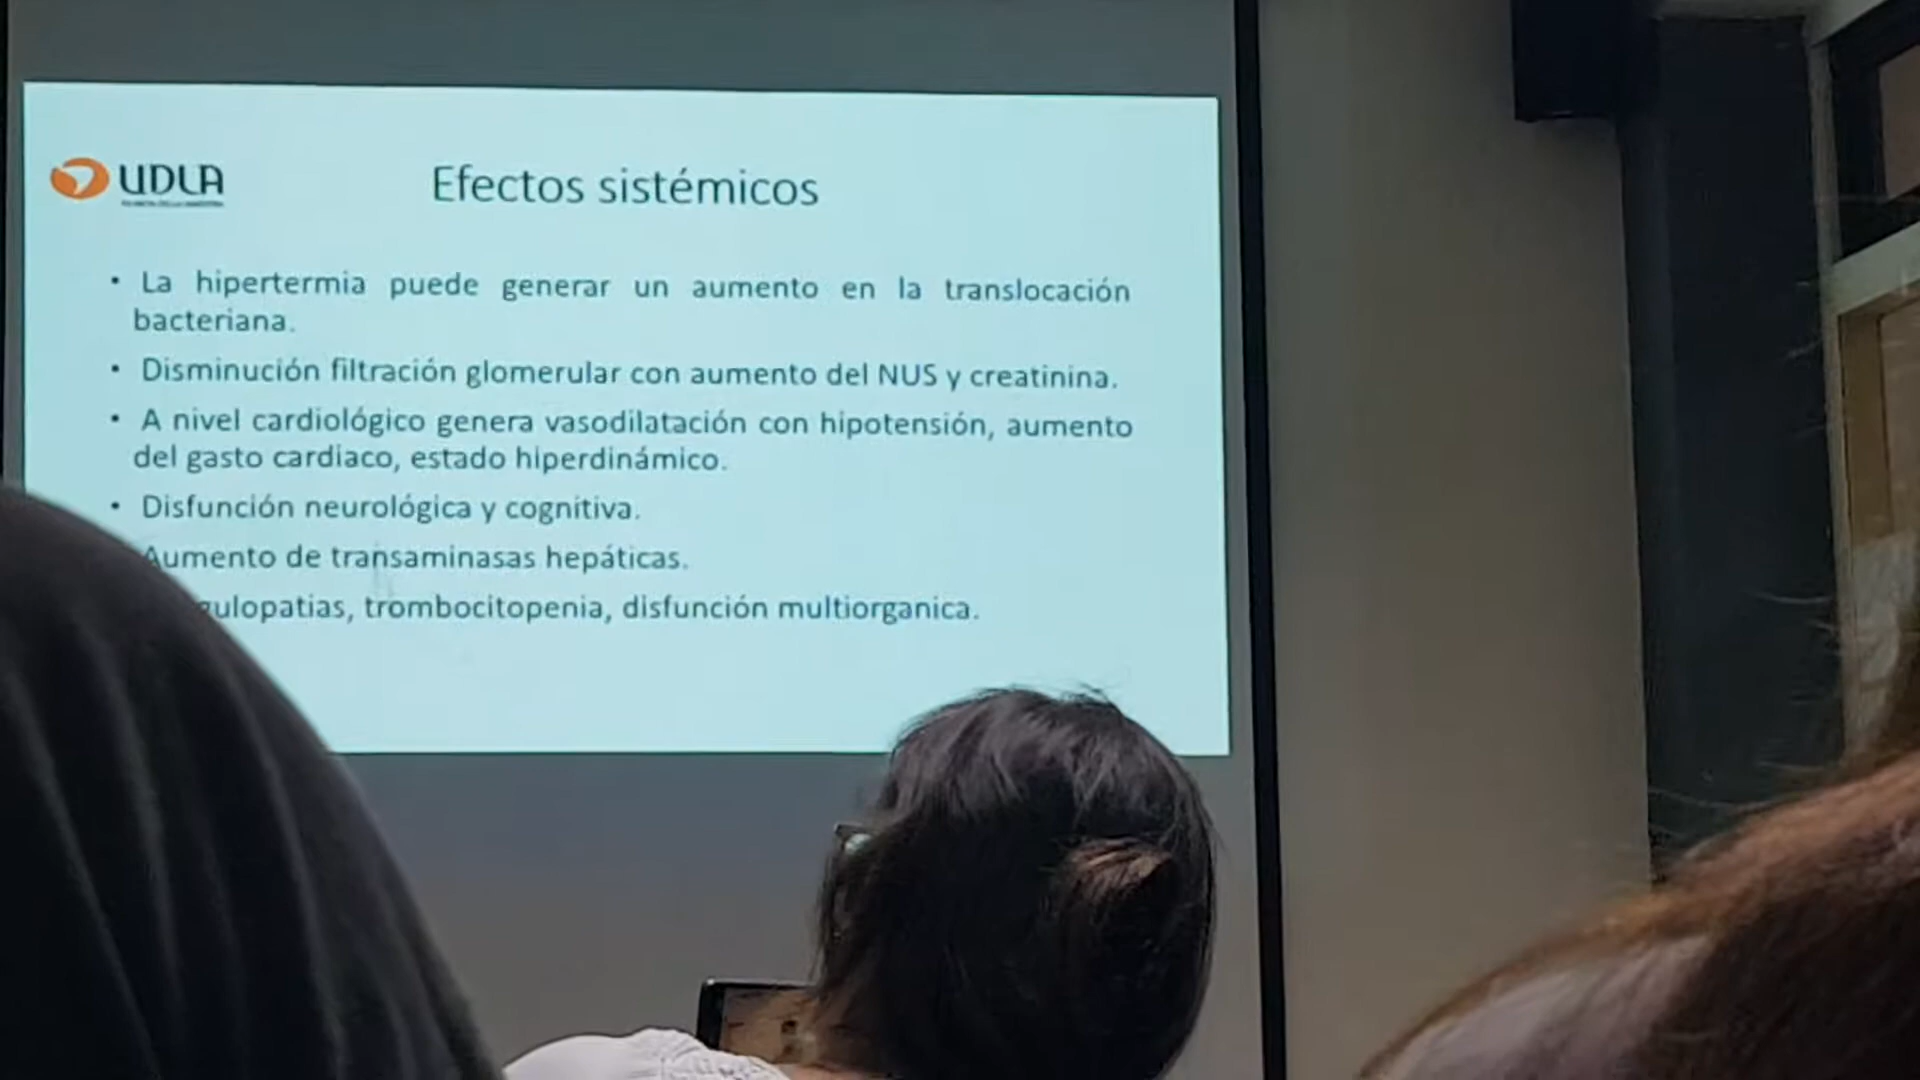 UDLA
Efectos sistémicos
• La hipertermia puede generar un aumento en la translocación
bacteriana.
• Disminución filtración glomerular con aumento del NUS y creatinina.
• A nivel cardiológico genera vasodilatación con hipotensión, aumento
del gasto cardiaco, estado hiperdinámico.
• Disfunción neurológica y cognitiva.
Aumento de transaminasas hepáticas.
trombocitopenia, disfunción multiorganica.